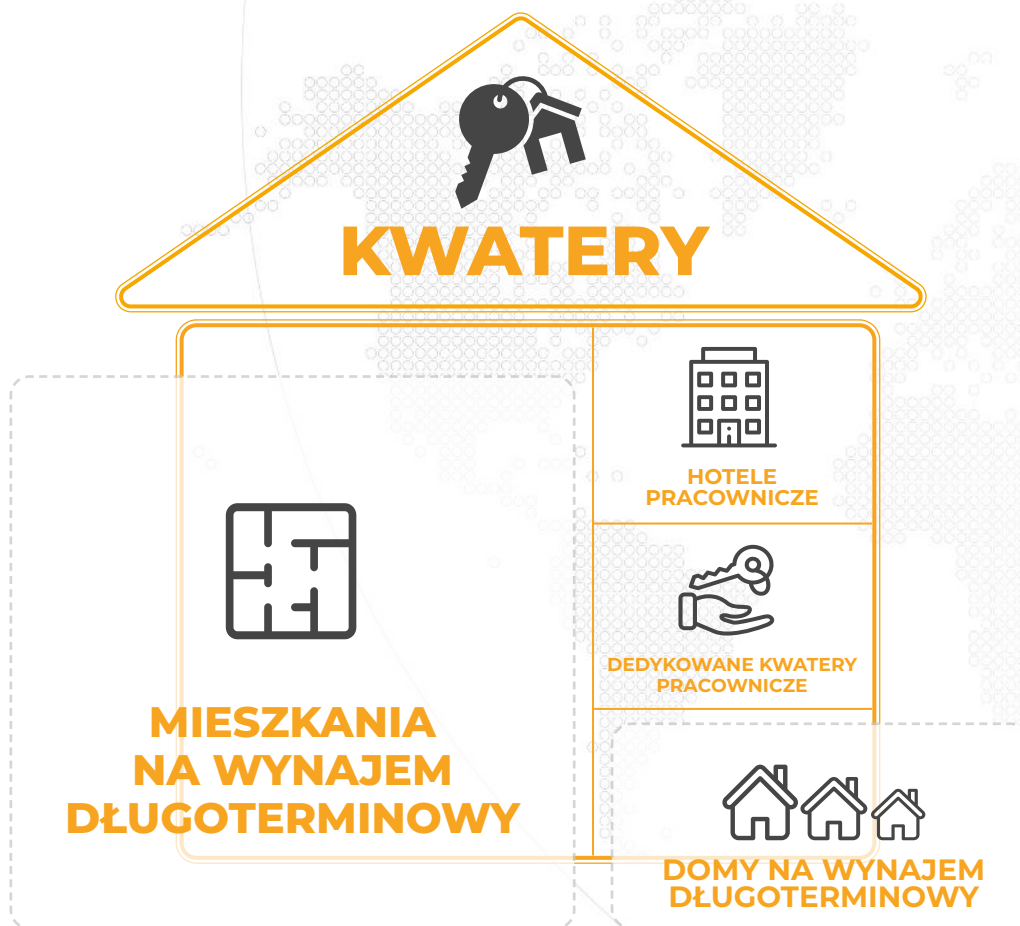 KWATERY
HOTELE
PRACOWNICZE
DEDYKOWANE KWATERY
PRACOWNICZE
MIESZKANIA
NA WYNAJEM
DŁUGOTERMINOWY
DOMY NA WYNAJEM
DŁUGOTERMINOWY